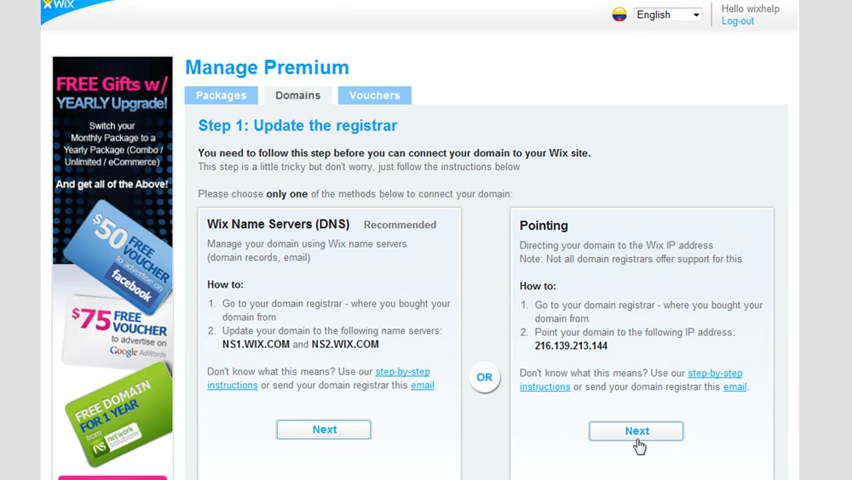 WiX
English
Hello wixhelp
Log-out
FREE Gifts w/
YEARLY Upgrade!
Switch your
Monthly Package to a
Yearly Package (Combo /
Unlimited / eCommerce)
And get all of the Above!
$50 FREE
VOUCHER
to advertise on
facebook
$75 FREE
VOUCHER
to advertise on
Google AdWords
FREE DOMAIN
FOR 1 YEAR
from
network
solutions
Manage Premium
Packages
Domains
Vouchers
Step 1: Update the registrar
You need to follow this step before you can connect your domain to your Wix site.
This step is a little tricky but don't worry, just follow the instructions below
Please choose only one of the methods below to connect your domain:
Wix Name Servers (DNS) Recommended
Manage your domain using Wix name servers
(domain records, email)
How to:
1. Go to your domain registrar - where you bought your
domain from
2. Update your domain to the following name servers:
NS1.WIX.COM and NS2.WIX.COM
Don't know what this means? Use our step-by-step
instructions or send your domain registrar this email.
Next
OR
Pointing
Directing your domain to the Wix IP address
Note: Not all domain registrars offer support for this
How to:
1. Go to your domain registrar - where you bought your
domain from
2. Point your domain to the following IP address:
216.139.213.144
Don't know what this means? Use our step-by-step
instructions or send your domain registrar this email.
Next